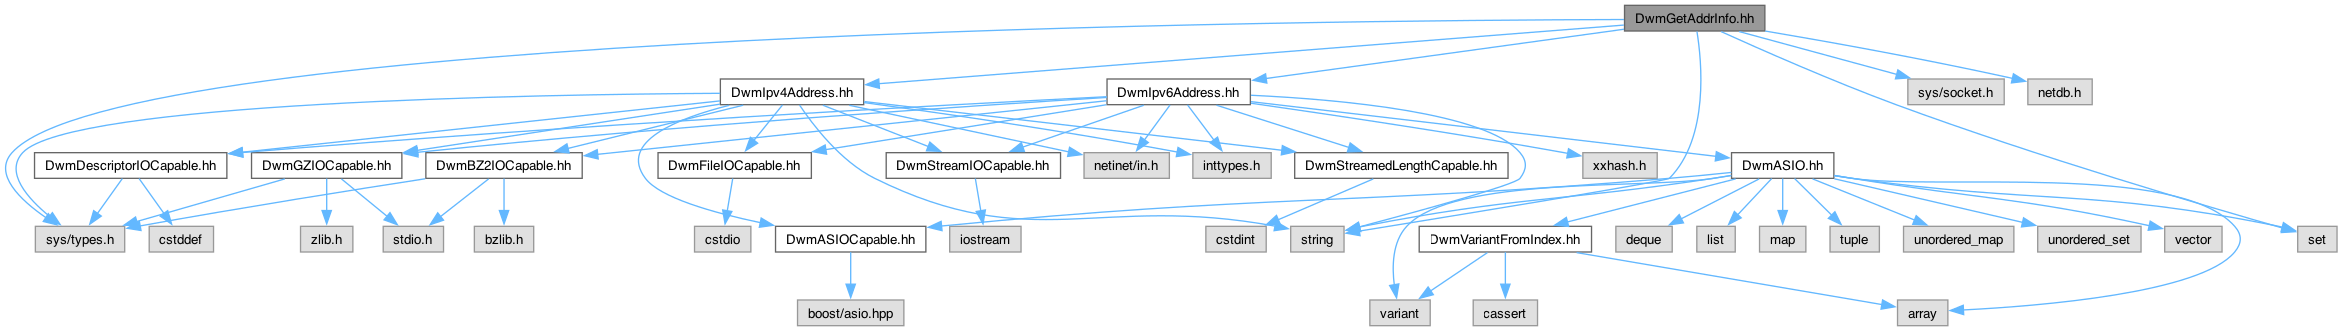 DwmGetAddrInfo.hh
DwmIpv4Address.hh
DwmIpv6Address.hh
sys/socket.h
netdb.h
DwmDescriptorIOCapable.hh
DwmGZIOCapable.hh
DwmBZ2IOCapable.hh
DwmFileIOCapable.hh
DwmStreamIOCapable.hh
netinet/in.h
inttypes.h
DwmStreamedLengthCapable.hh
xxhash.h
DwmASIO.hh
sys/types.h
cstddef
zlib.h
stdio.h
bzlib.h
cstdio
DwmASIOCapable.hh
iostream
cstdint
string
DwmVariantFromIndex.hh
deque
list
map
tuple
unordered_map
unordered_set
vector
set
boost/asio.hpp
variant
cassert
array